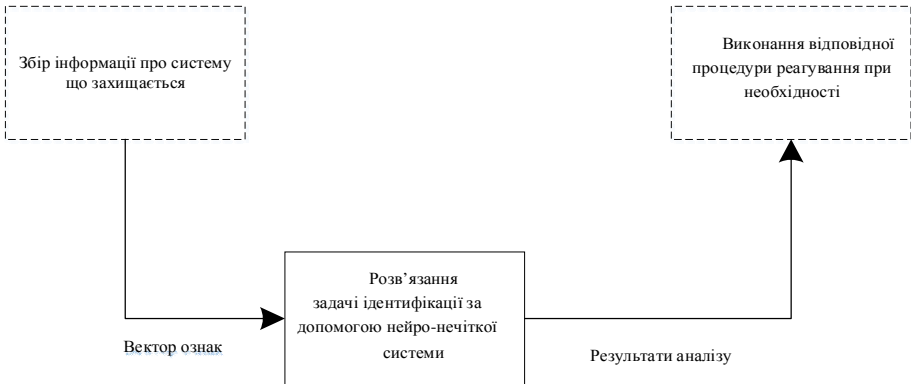 Збір інформації про систему
що захищається
Виконання відповідної
процедури реагування при
необхідності
Розв’язання
задачі ідентифікації за
допомогою нейро-нечіткої
системи
Вектор ознак
Результати аналізу